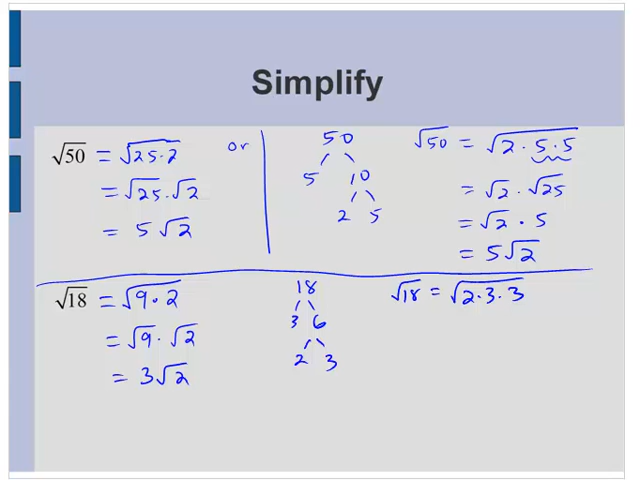 Simplify
√50 = √25·2
= √25 · √2
= 5√2
or
50
5 10
2 5
√50 = √2·5·5
= √2 · √25
= √2 · 5
= 5√2
√18 = √9·2
= √9 · √2
= 3√2
18
3 6
2 3
√18 = √2·3·3